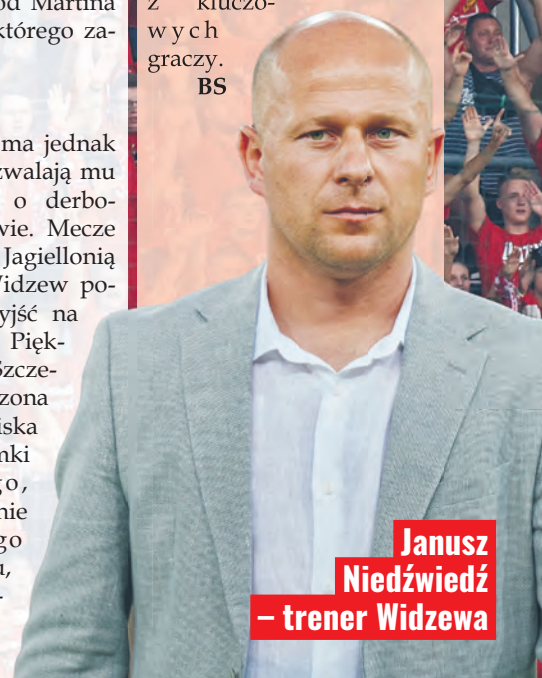 od Martina
którego za-
ma jednak
zwalają mu
o derbo-
wie. Mecze
Jagiellonią
Widzew po-
yjść na
Pięk-
Szcze-
zona
iska
nki
go,
nie
go
u,
-
z kluczo-
wych
graczy.
BS
Janusz
Niedźwiedź
– trener Widzewa